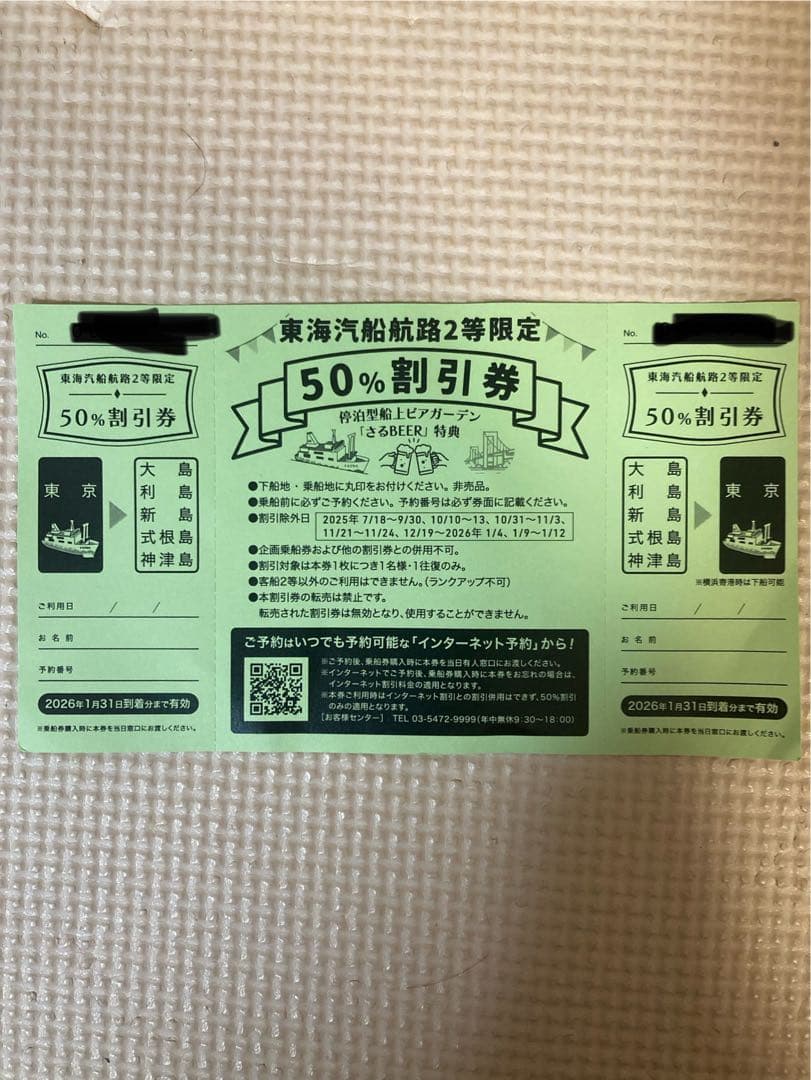 No.
東海汽船航路2等限定
50%割引券
東京
大島
利島
新島
式根島
神津島
ご利用日 / /
お名前
予約番号
2026年1月31日到着分まで有効
※乗船券購入時に本券を当日窓口にお渡しください。
東海汽船航路2等限定
50%割引券
停泊型船上ビアガーデン
「さるBEER」特典
●下船地・乗船地に丸印をお付けください。非売品。
●乗船前に必ずご予約ください。予約番号は必ず券面に記載ください。
●割引除外日 2025年 7/18〜9/30、10/10〜13、10/31〜11/3、
11/21〜11/24、12/19〜2026年 1/4、1/9〜1/12
●企画乗船券および他の割引券との併用不可。
●割引対象は本券1枚につき1名様・1往復のみ。
●客船2等以外のご利用はできません。(ランクアップ不可)
●本割引券の転売は禁止です。
転売された割引券は無効となり、使用することができません。
ご予約はいつでも予約可能な「インターネット予約」から!
※ご予約後、乗船券購入時に本券を当日有人窓口にお渡しください。
※インターネットでご予約後、乗船券購入時に本券をお忘れの場合は、
インターネット割引料金の適用となります。
※本券ご利用時はインターネット割引との割引併用はできず、50%割引
のみの適用となります。
[お客様センター] TEL 03-5472-9999(年中無休9:30〜18:00)
No.
東海汽船航路2等限定
50%割引券
大島
利島
新島
式根島
神津島
東京
※横浜寄港時は下船可能
ご利用日 / /
お名前
予約番号
2026年1月31日到着分まで有効
※乗船券購入時に本券を当日窓口にお渡しください。